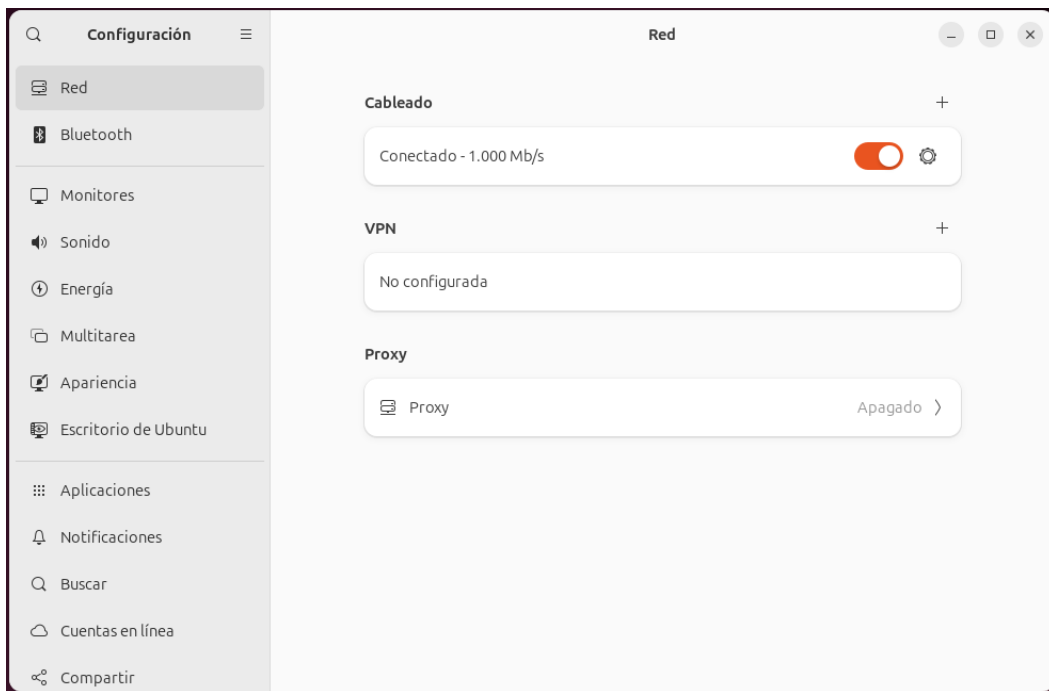 Configuración
Red
Bluetooth
Monitores
Sonido
Energía
Multitarea
Apariencia
Escritorio de Ubuntu
Aplicaciones
Notificaciones
Buscar
Cuentas en línea
Compartir
Red
Cableado
Conectado - 1.000 Mb/s
VPN
No configurada
Proxy
Proxy Apagado